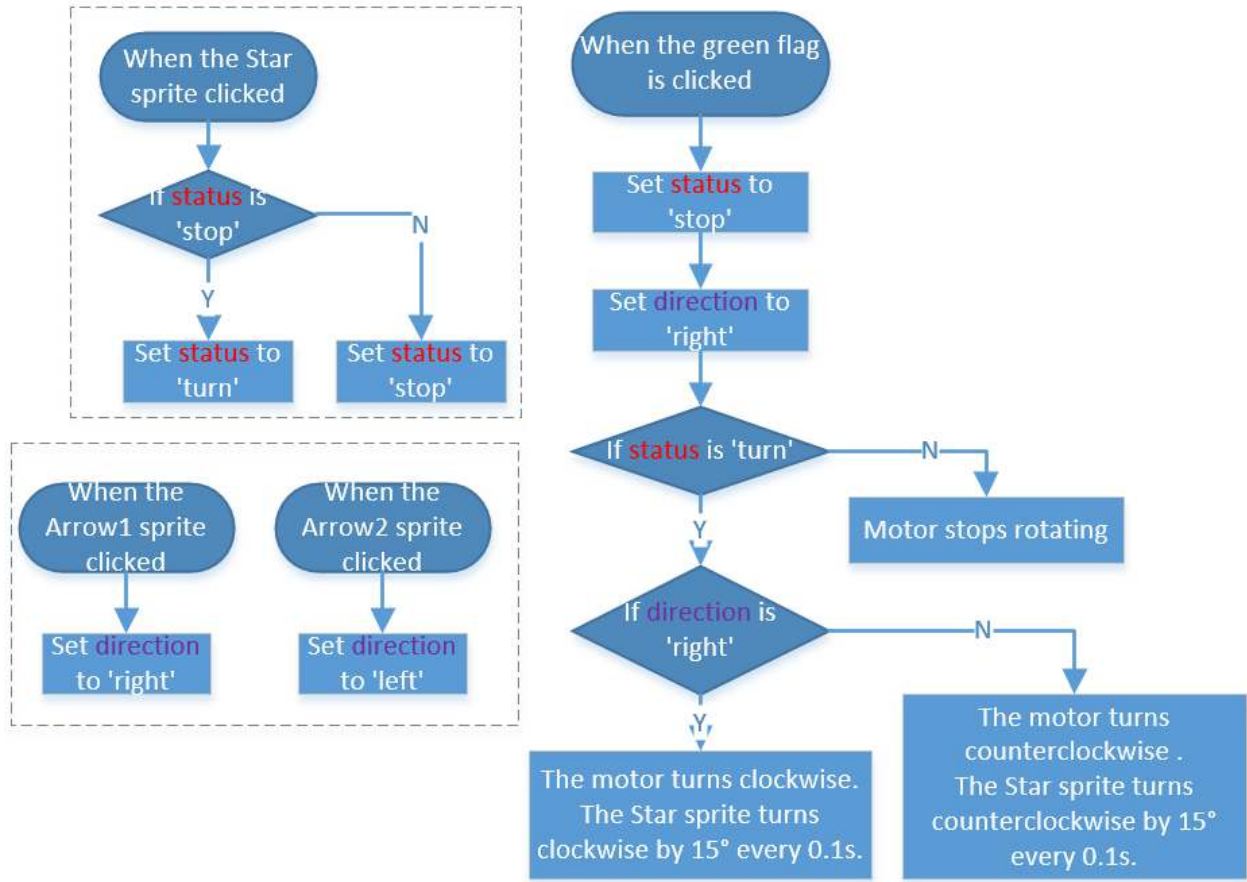 When the Star
sprite clicked
If status is
'stop'
N
Y
Set status to
'turn'
Set status to
'stop'
When the
Arrow1 sprite
clicked
Set direction
to 'right'
When the
Arrow2 sprite
clicked
Set direction
to 'left'
When the green flag
is clicked
Set status to
'stop'
Set direction to
'right'
If status is 'turn'
N
Motor stops rotating
Y
If direction is
'right'
N
Y
The motor turns clockwise.
The Star sprite turns
clockwise by 15° every 0.1s.
The motor turns
counterclockwise .
The Star sprite turns
counterclockwise by 15°
every 0.1s.